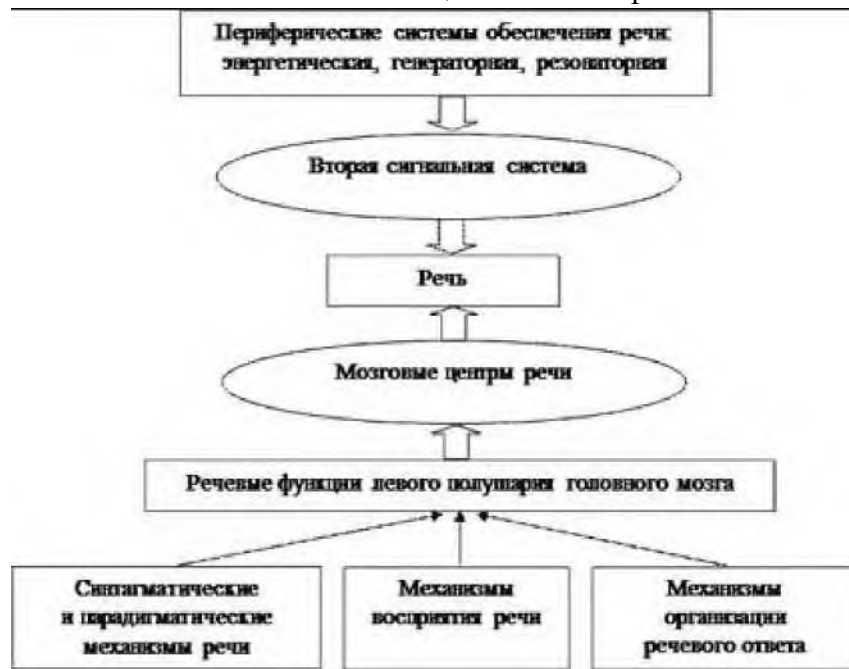 Периферические системы обеспечения речи:
энергетическая, генераторная, резонаторная
Вторая сигнальная система
Речь
Мозговые центры речи
Речевые функции левого полушария головного мозга
Синтагматические
и парадигматические
механизмы речи
Механизмы
восприятия речи
Механизмы
организации
речевого ответа